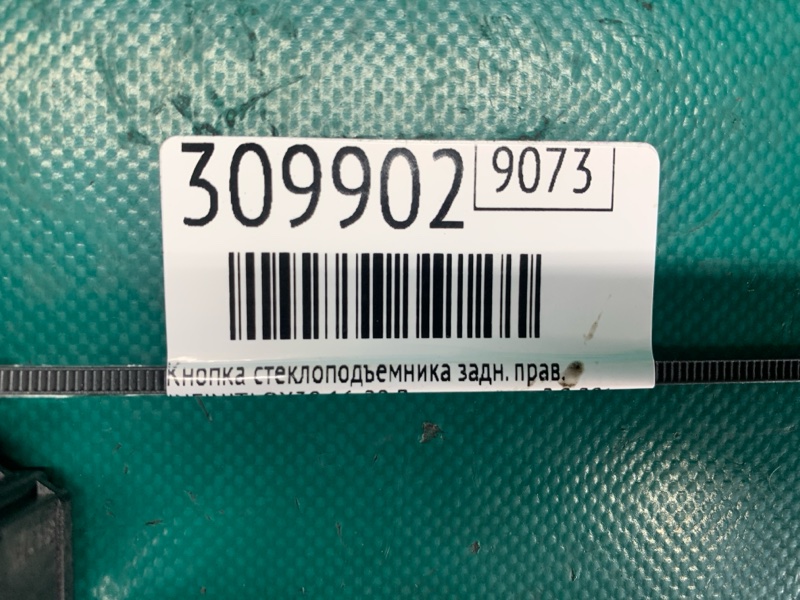 309902 9073
Кнопка стеклоподъемника задн. прав.